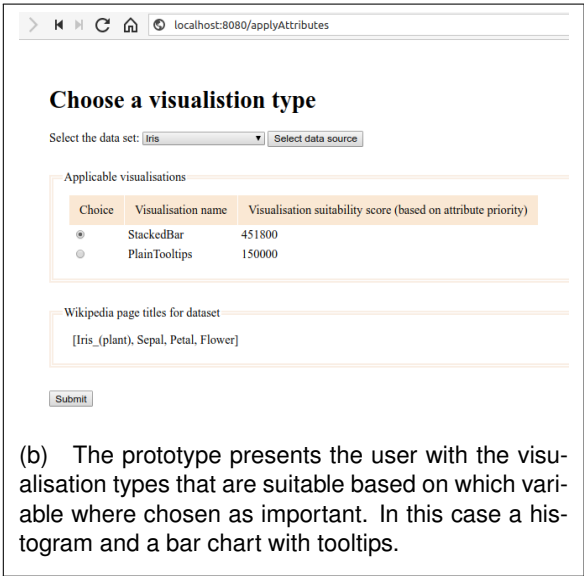 localhost:8080/applyAttributes
Choose a visualistion type
Select the data set: Iris Select data source
Applicable visualisations
Choice Visualisation name Visualisation suitability score (based on attribute priority)
StackedBar 451800
PlainTooltips 150000
Wikipedia page titles for dataset
[Iris_(plant), Sepal, Petal, Flower]
Submit
(b) The prototype presents the user with the visu-
alisation types that are suitable based on which vari-
able where chosen as important. In this case a his-
togram and a bar chart with tooltips.